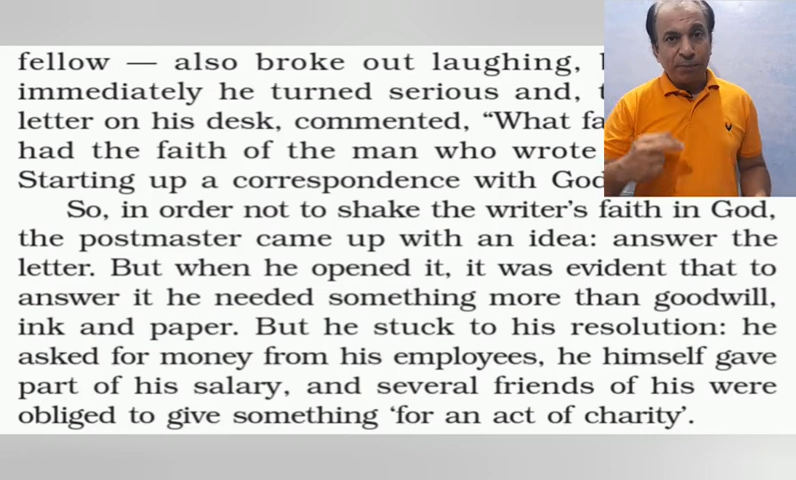 fellow — also broke out laughing,
immediately he turned serious and,
letter on his desk, commented, “What
had the faith of the man who wrote
Starting up a correspondence with God
So, in order not to shake the writer’s faith in God,
the postmaster came up with an idea: answer the
letter. But when he opened it, it was evident that to
answer it he needed something more than goodwill,
ink and paper. But he stuck to his resolution: he
asked for money from his employees, he himself gave
part of his salary, and several friends of his were
obliged to give something ‘for an act of charity’.